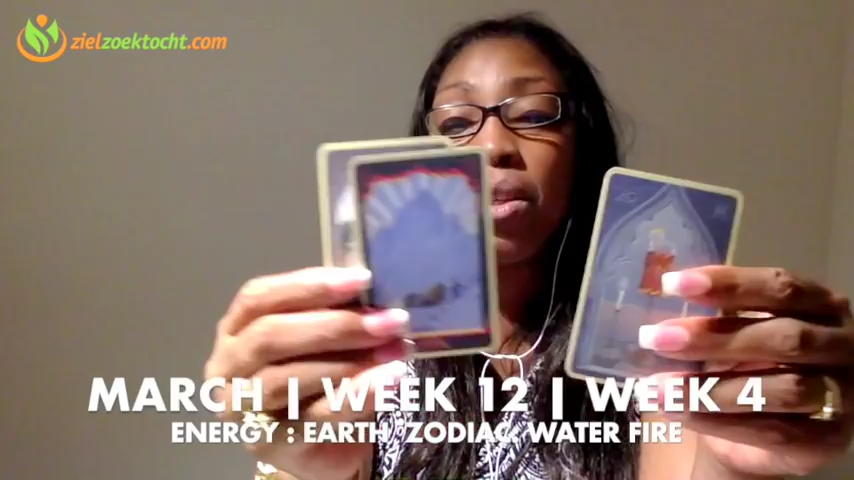 zielzoektocht.com
MARCH | WEEK 12 | WEEK 4
ENERGY : EARTH ZODIAC WATER FIRE